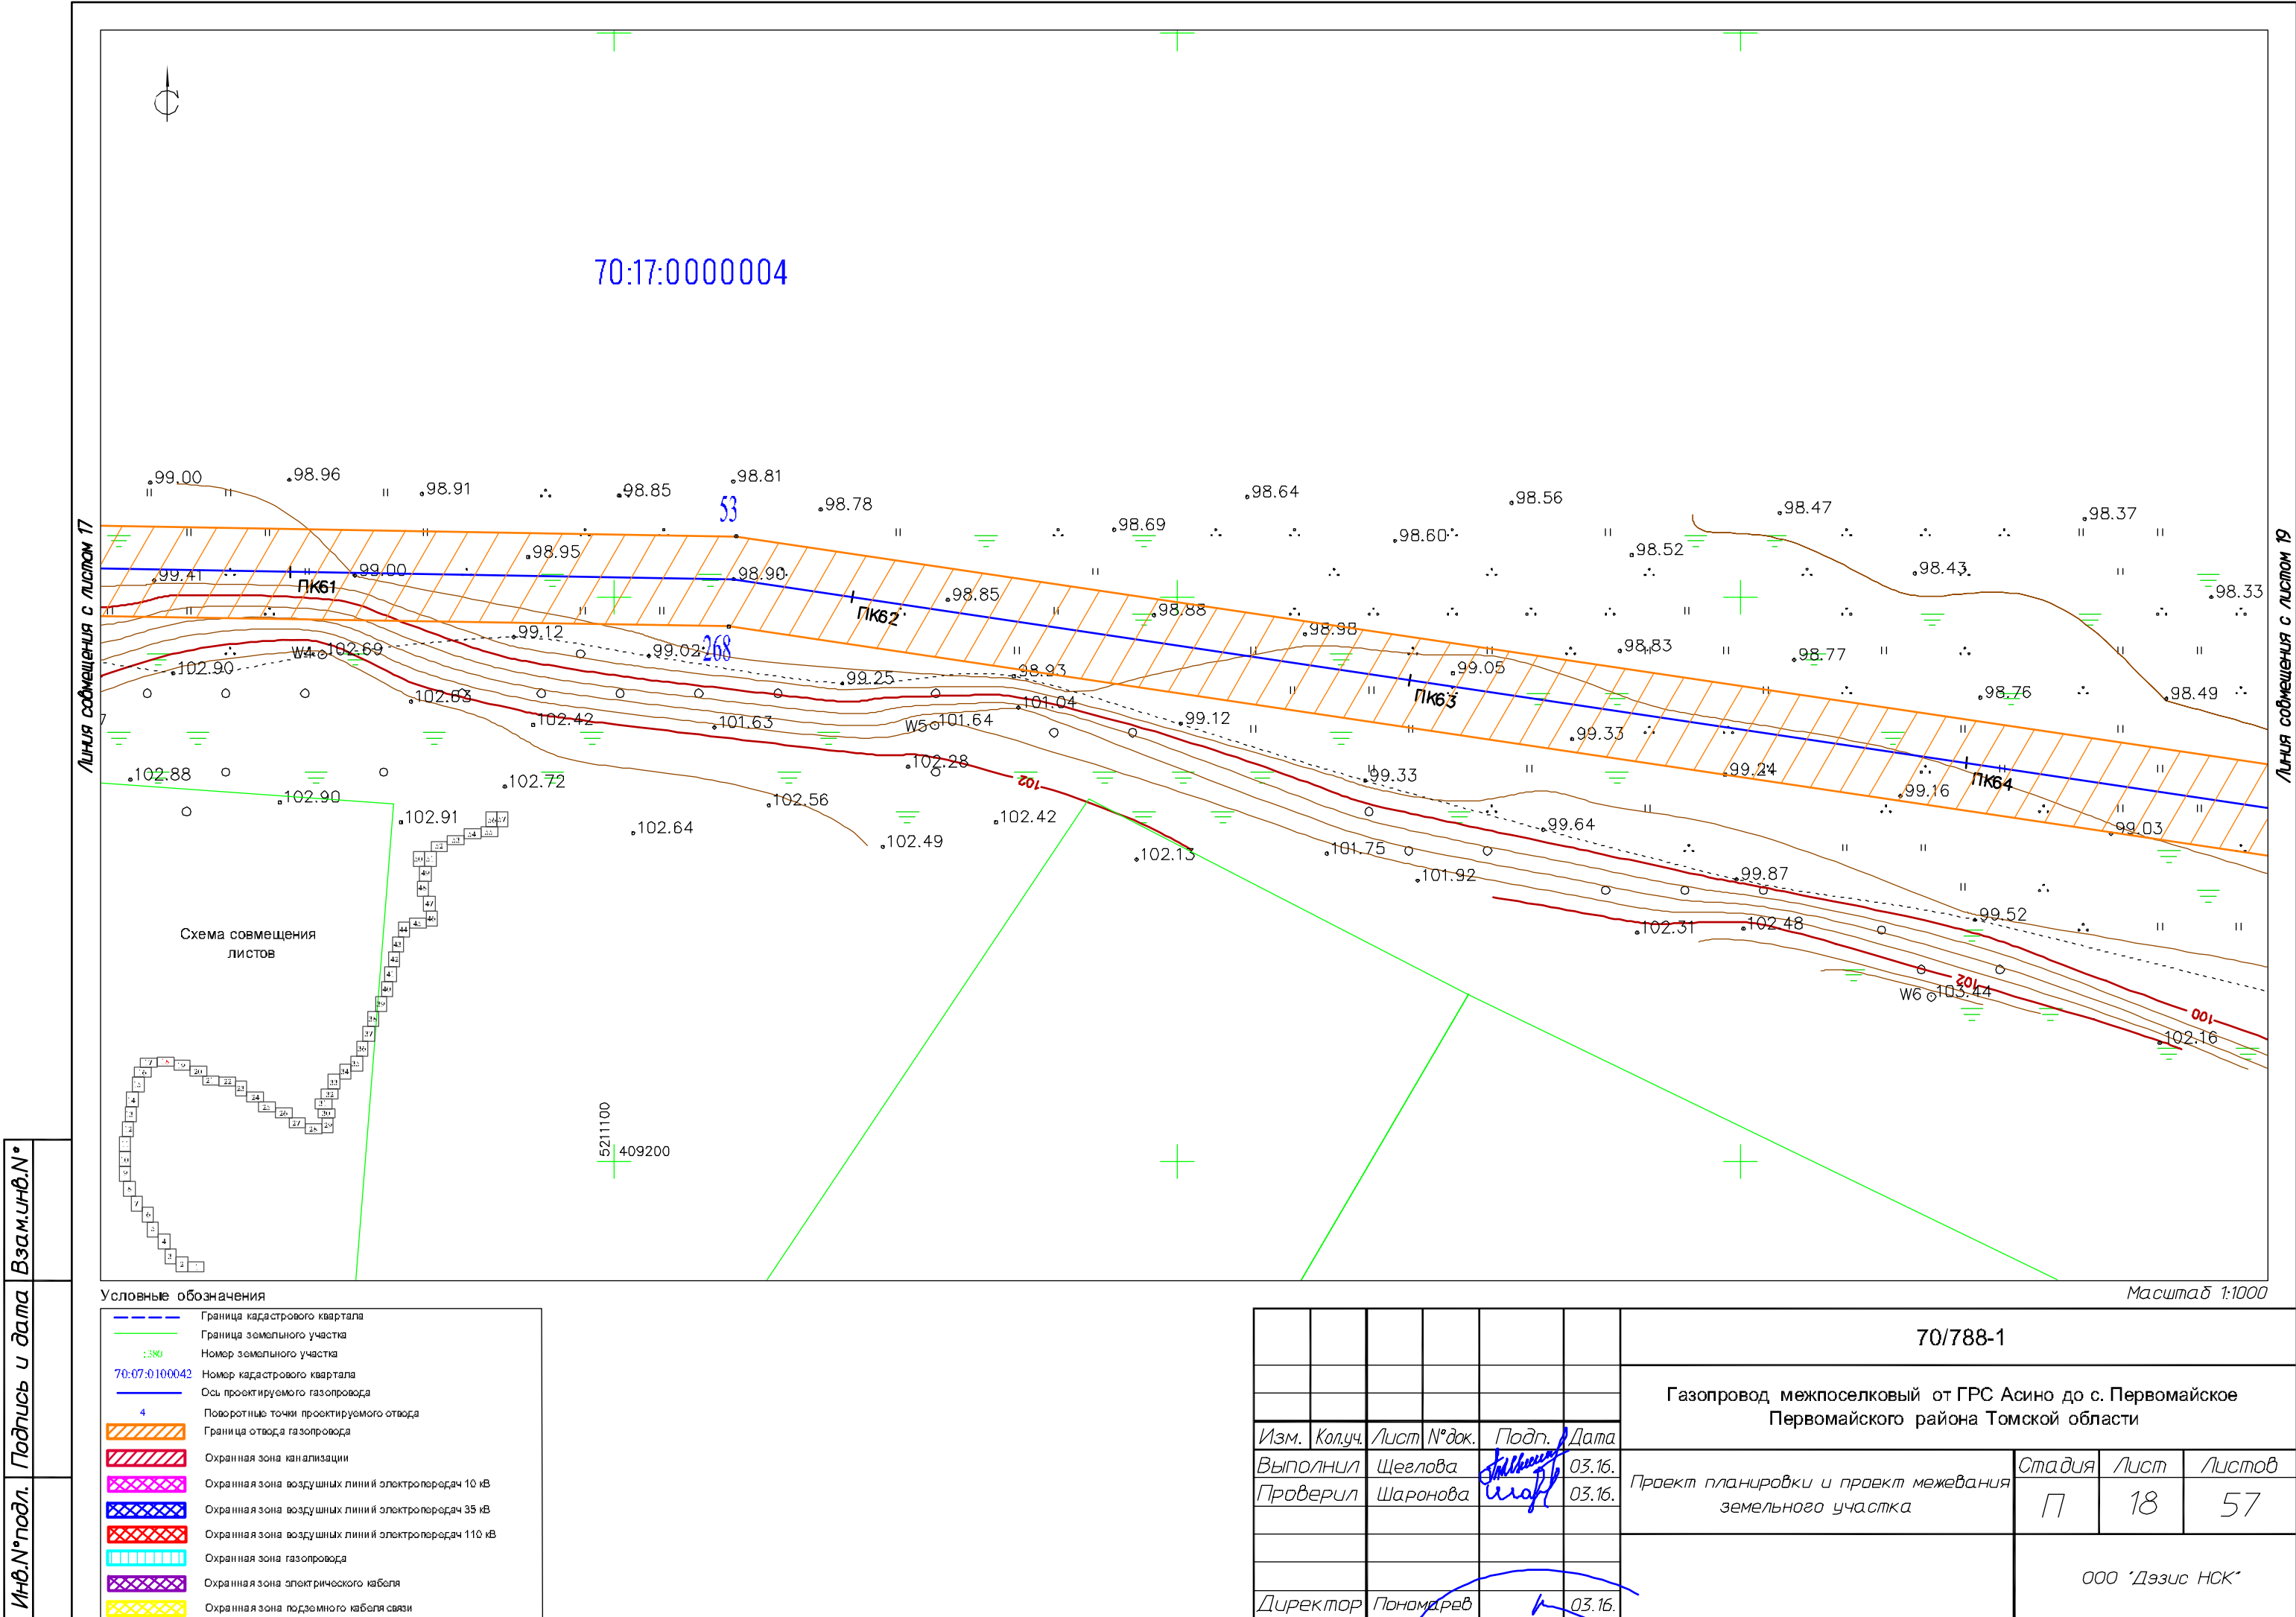 70:17:0000004
99.00
98.96
98.91
98.85
98.81
98.78
98.64
98.56
98.47
98.37
53
98.69
98.60
98.52
98.43
98.33
98.95
99.41
ПК61
99.00
98.90
98.85
ПК62
98.88
98.98
98.83
98.77
99.12
99.02
268
99.25
98.93
99.05
ПК63
98.76
98.49
W4
102.69
102.90
102.63
102.42
101.63
W5
101.64
101.04
99.12
99.33
99.24
ПК64
99.16
99.03
102.88
102.90
102.91
102.72
102.56
102.28
102
99.33
102.64
102.49
102.42
102.13
99.64
101.75
101.92
99.87
99.52
102.31
102.48
102
W6
103.44
100
102.16
Линия совмещения с листом 17
Линия совмещения с листом 19
Схема совмещения
листов
5211100
409200
Взам.инв.N°
Подпись и дата
Инв.N°подл.
Масштаб 1:1000
Условные обозначения
Граница кадастрового квартала
Граница земельного участка
:380 Номер земельного участка
70:07:0100042 Номер кадастрового квартала
Ось проектируемого газопровода
4 Поворотные точки проектируемого отвода
Граница отвода газопровода
Охранная зона канализации
Охранная зона воздушных линий электропередач 10 кВ
Охранная зона воздушных линий электропередач 35 кВ
Охранная зона воздушных линий электропередач 110 кВ
Охранная зона газопровода
Охранная зона электрического кабеля
Охранная зона подземного кабеля связи
70/788-1
Газопровод межпоселковый от ГРС Асино до с. Первомайское
Первомайского района Томской области
Изм. Кол.уч. Лист N°док. Подп. Дата
Выполнил Щеглова 03.16.
Проверил Шаронова 03.16.
Директор Пономарев 03.16.
Проект планировки и проект межевания
земельного участка
Стадия Лист Листов
П 18 57
ООО "Дэзис НСК"